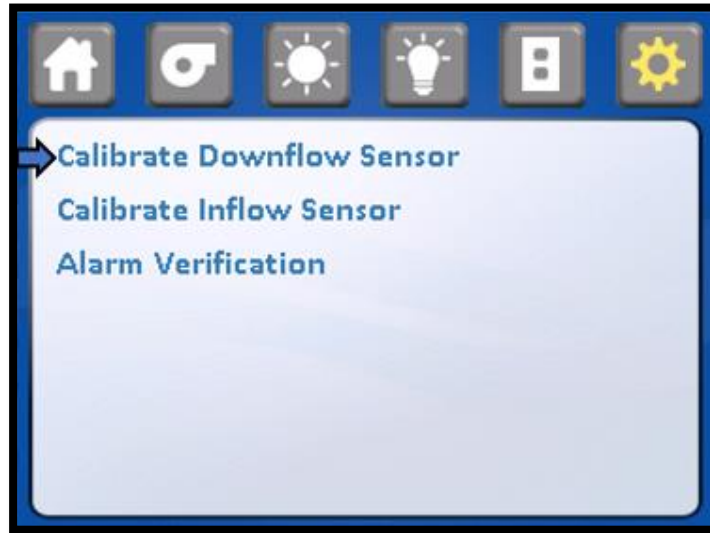 Calibrate Downflow Sensor
Calibrate Inflow Sensor
Alarm Verification